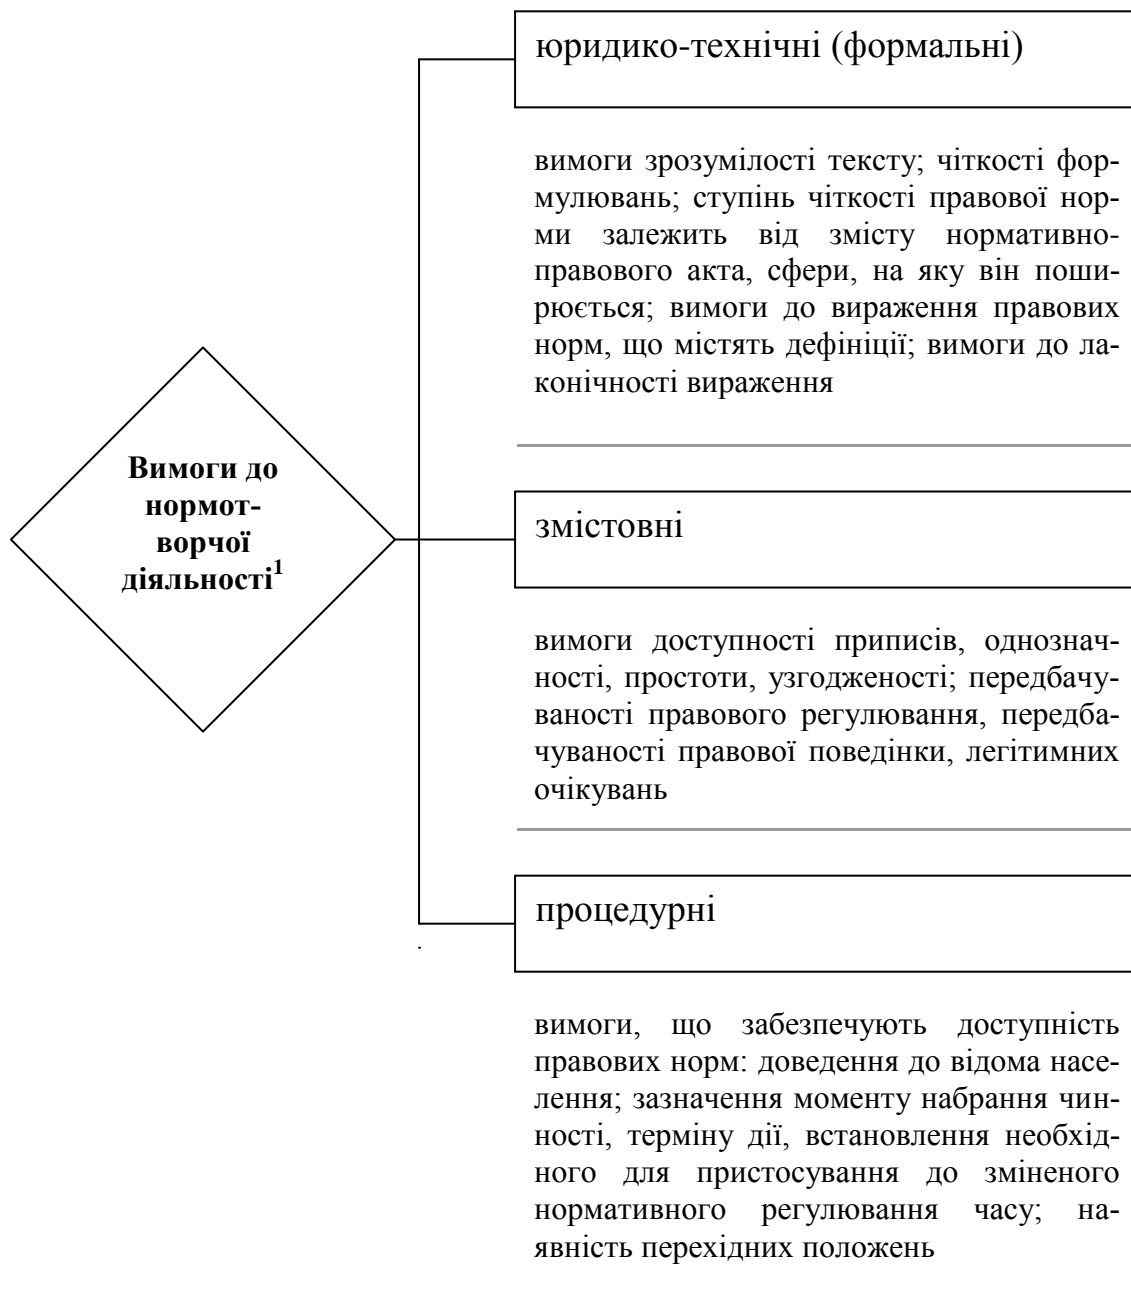 юридико-технічні (формальні)
вимоги зрозумілості тексту; чіткості фор-
мулювань; ступінь чіткості правової нор-
ми залежить від змісту нормативно-
правового акта, сфери, на яку він поши-
рюється; вимоги до вираження правових
норм, що містять дефініції; вимоги до ла-
конічності вираження
Вимоги до
нормот-
ворчої
діяльності¹
змістовні
вимоги доступності приписів, однознач-
ності, простоти, узгодженості; передбачу-
ваності правового регулювання, передба-
чуваності правової поведінки, легітимних
очікувань
процедурні
вимоги, що забезпечують доступність
правових норм: доведення до відома насе-
лення; зазначення моменту набрання чин-
ності, терміну дії, встановлення необхід-
ного для пристосування до зміненого
нормативного регулювання часу; на-
явність перехідних положень